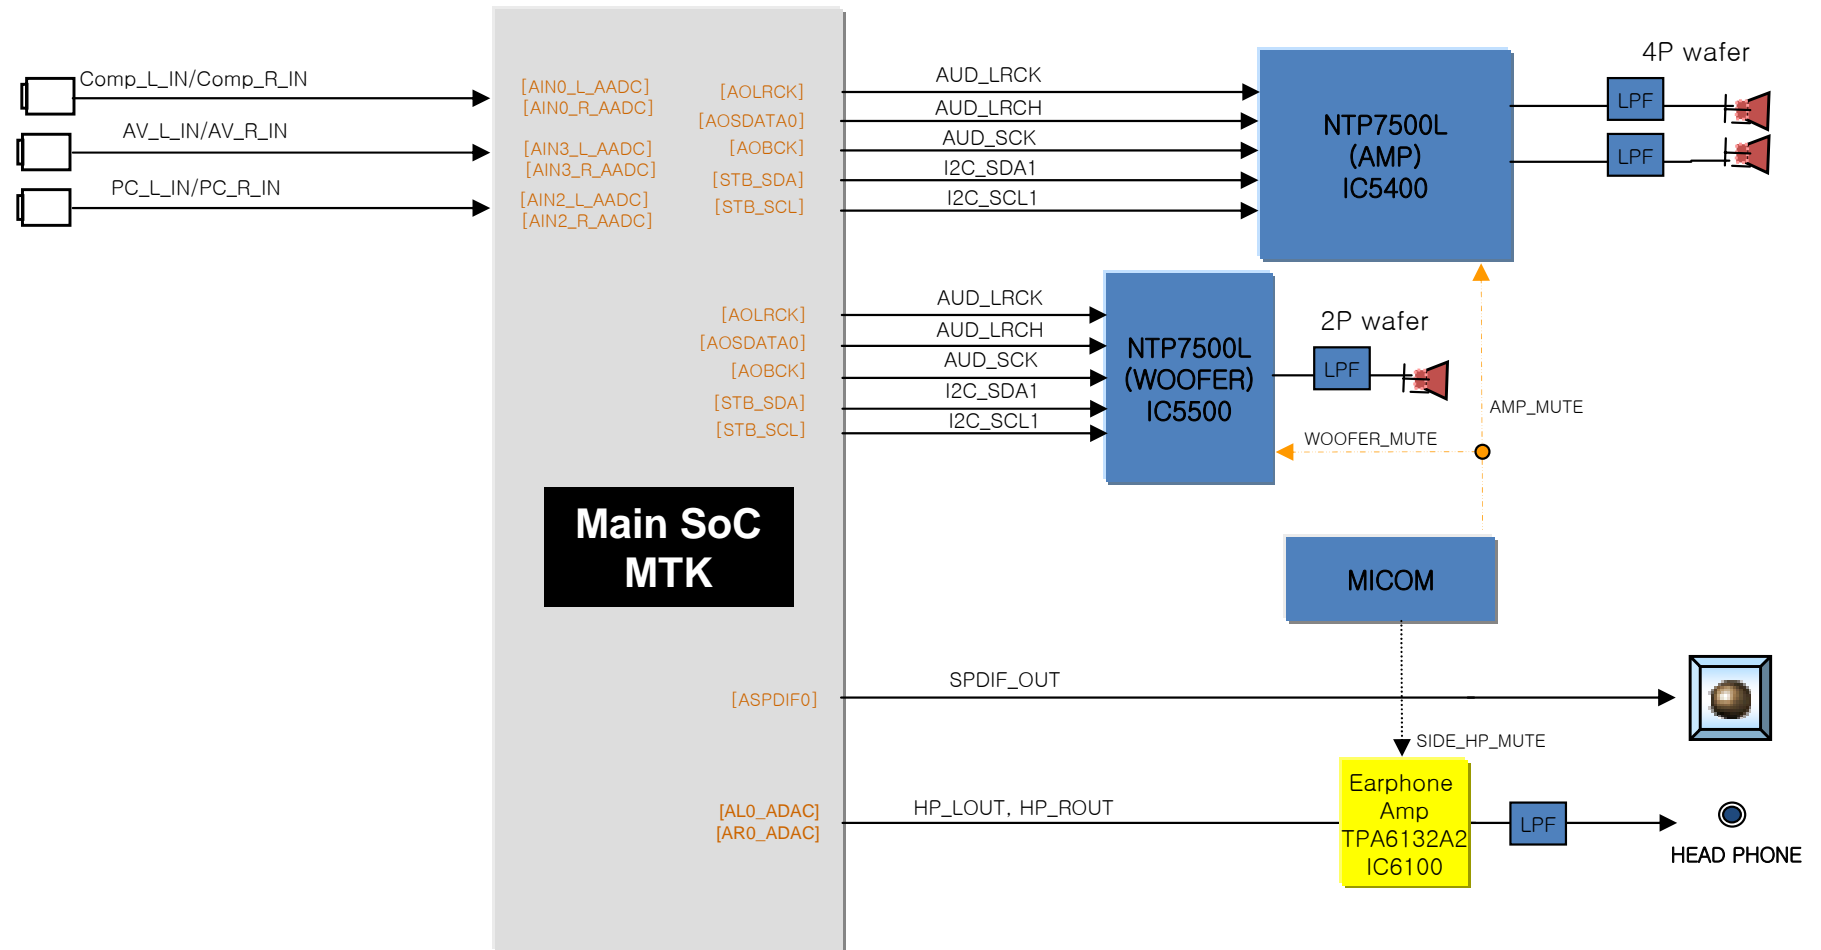 Comp_L_IN/Comp_R_IN
AV_L_IN/AV_R_IN
PC_L_IN/PC_R_IN
[AIN0_L_AADC]
[AIN0_R_AADC]
[AIN3_L_AADC]
[AIN3_R_AADC]
[AIN2_L_AADC]
[AIN2_R_AADC]
[AOLRCK]
[AOSDATA0]
[AOBCK]
[STB_SDA]
[STB_SCL]
AUD_LRCK
AUD_LRCH
AUD_SCK
I2C_SDA1
I2C_SCL1
NTP7500L
(AMP)
IC5400
4P wafer
LPF
LPF
[AOLRCK]
[AOSDATA0]
[AOBCK]
[STB_SDA]
[STB_SCL]
AUD_LRCK
AUD_LRCH
AUD_SCK
I2C_SDA1
I2C_SCL1
NTP7500L
(WOOFER)
IC5500
2P wafer
LPF
AMP_MUTE
WOOFER_MUTE
Main SoC
MTK
MICOM
[ASPDIF0]
SPDIF_OUT
SIDE_HP_MUTE
[AL0_ADAC]
[AR0_ADAC]
HP_LOUT, HP_ROUT
Earphone
Amp
TPA6132A2
IC6100
LPF
HEAD PHONE